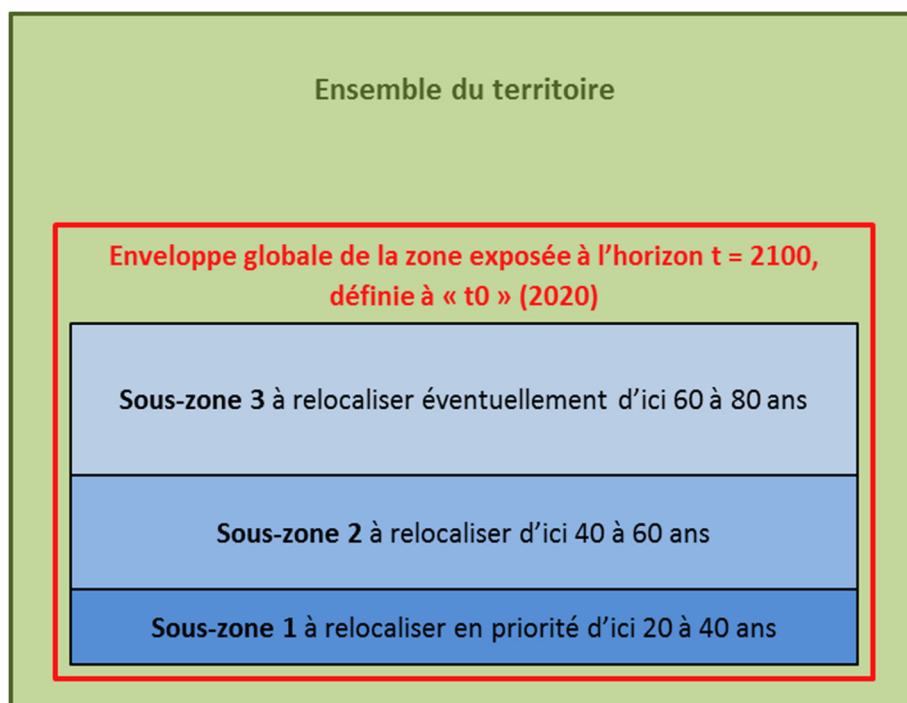 Ensemble du territoire
Enveloppe globale de la zone exposée à l’horizon t = 2100,
définie à « t0 » (2020)
Sous-zone 3 à relocaliser éventuellement d’ici 60 à 80 ans
Sous-zone 2 à relocaliser d’ici 40 à 60 ans
Sous-zone 1 à relocaliser en priorité d’ici 20 à 40 ans